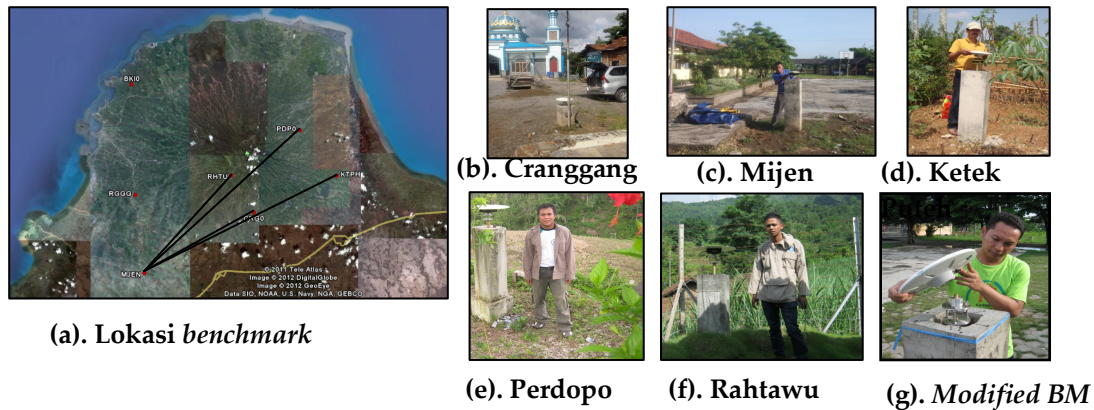 BKI0
PDP0
RHTU
KTPH
RGGG
MJEN
© 2011 Tele Atlas
Image © 2012 DigitalGlobe
Image © 2012 GeoEye
Data SIO, NOAA, U.S. Navy, NGA, GEBCO
(a). Lokasi benchmark
(b). Cranggang
(c). Mijen
(d). Ketek
Puteh
(e). Perdopo
(f). Rahtawu
(g). Modified BM